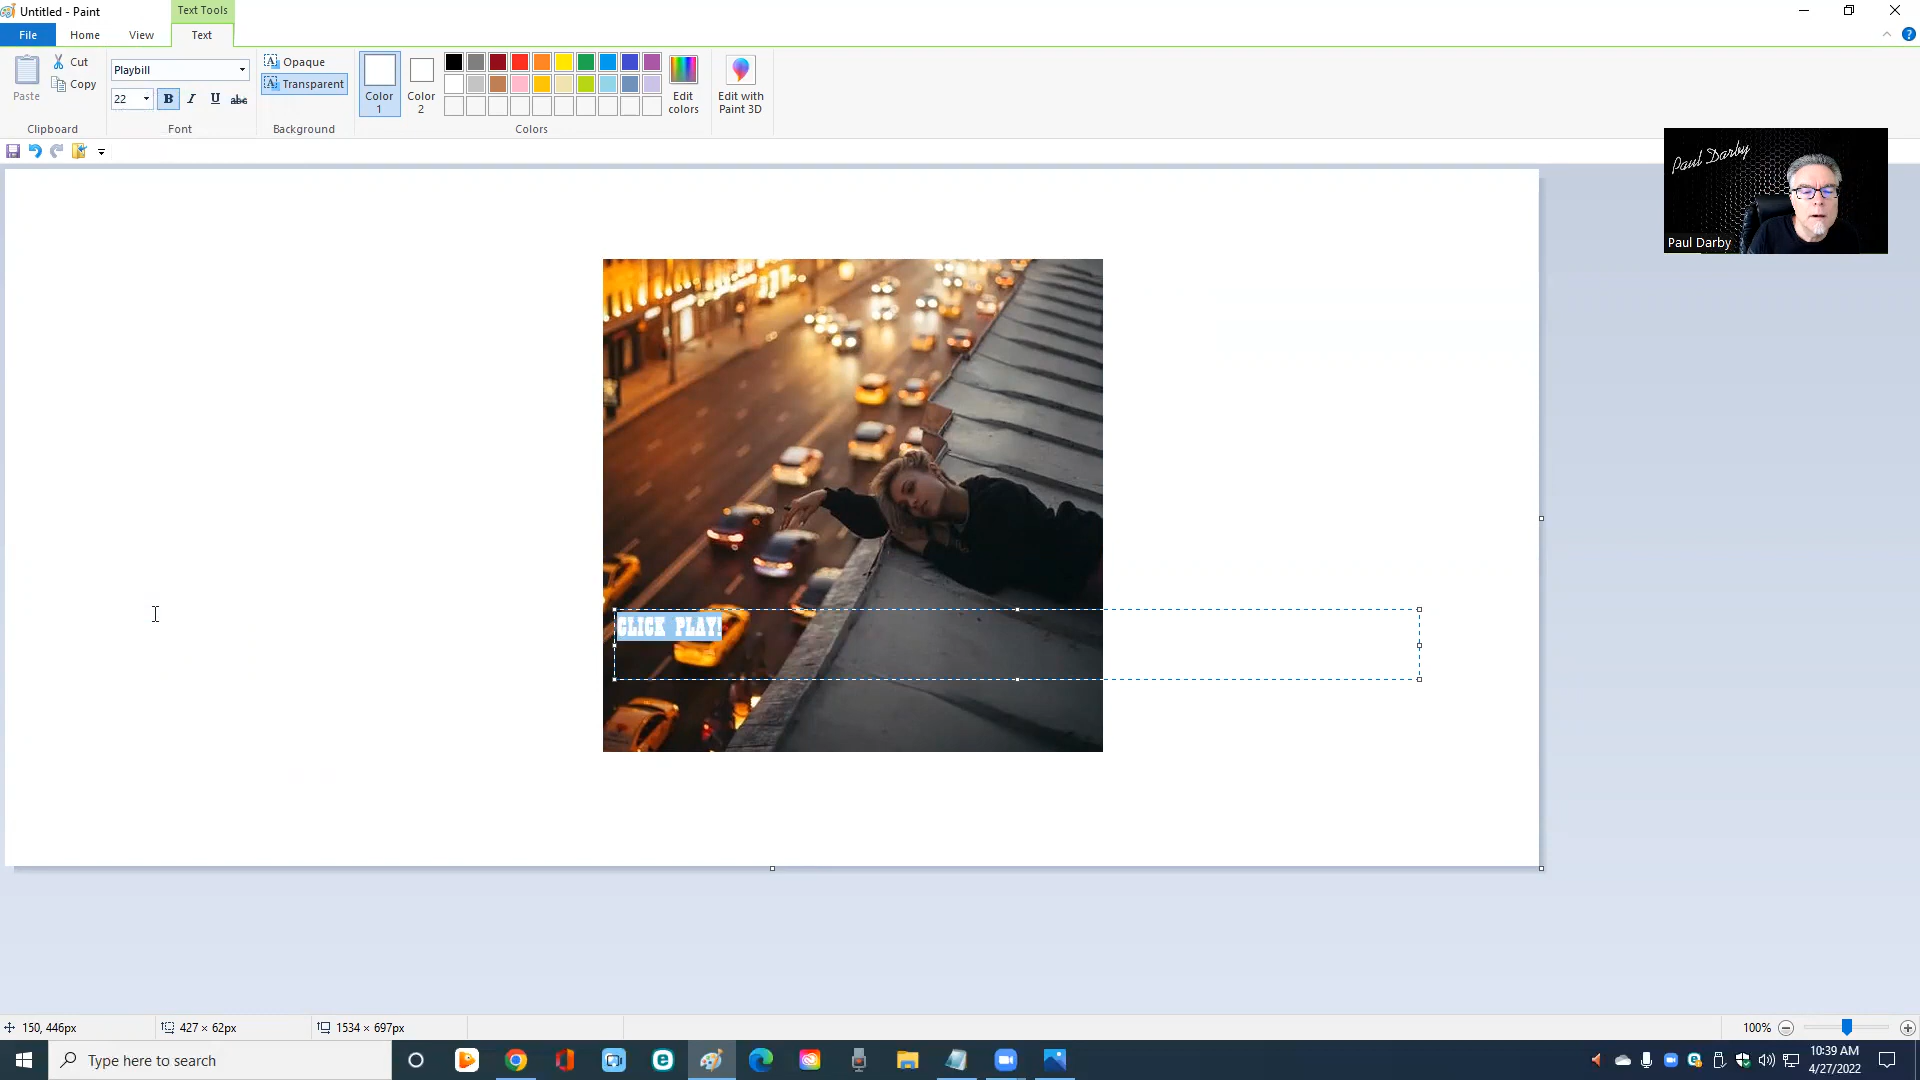 Untitled - Paint
Text Tools
File
Home
View
Text
Paste
Cut
Copy
Clipboard
Playbill
22
B
I
U
abc
Font
Opaque
Transparent
Background
Color 1
Color 2
Edit colors
Colors
Edit with Paint 3D
Paul Darby
Paul Darby
CLICK PLAY!
150, 446px
427 × 62px
1534 × 697px
100%
Type here to search
10:39 AM
4/27/2022